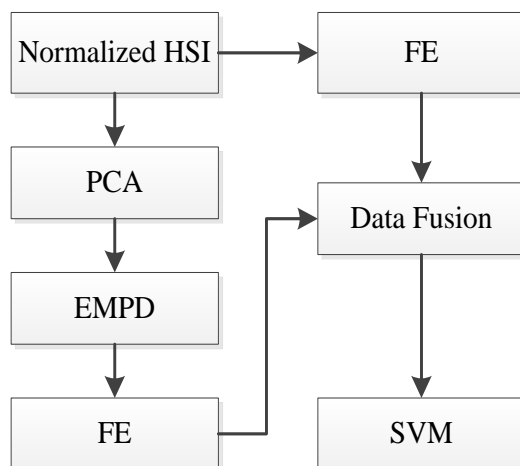 Normalized HSI
FE
PCA
Data Fusion
EMPD
FE
SVM